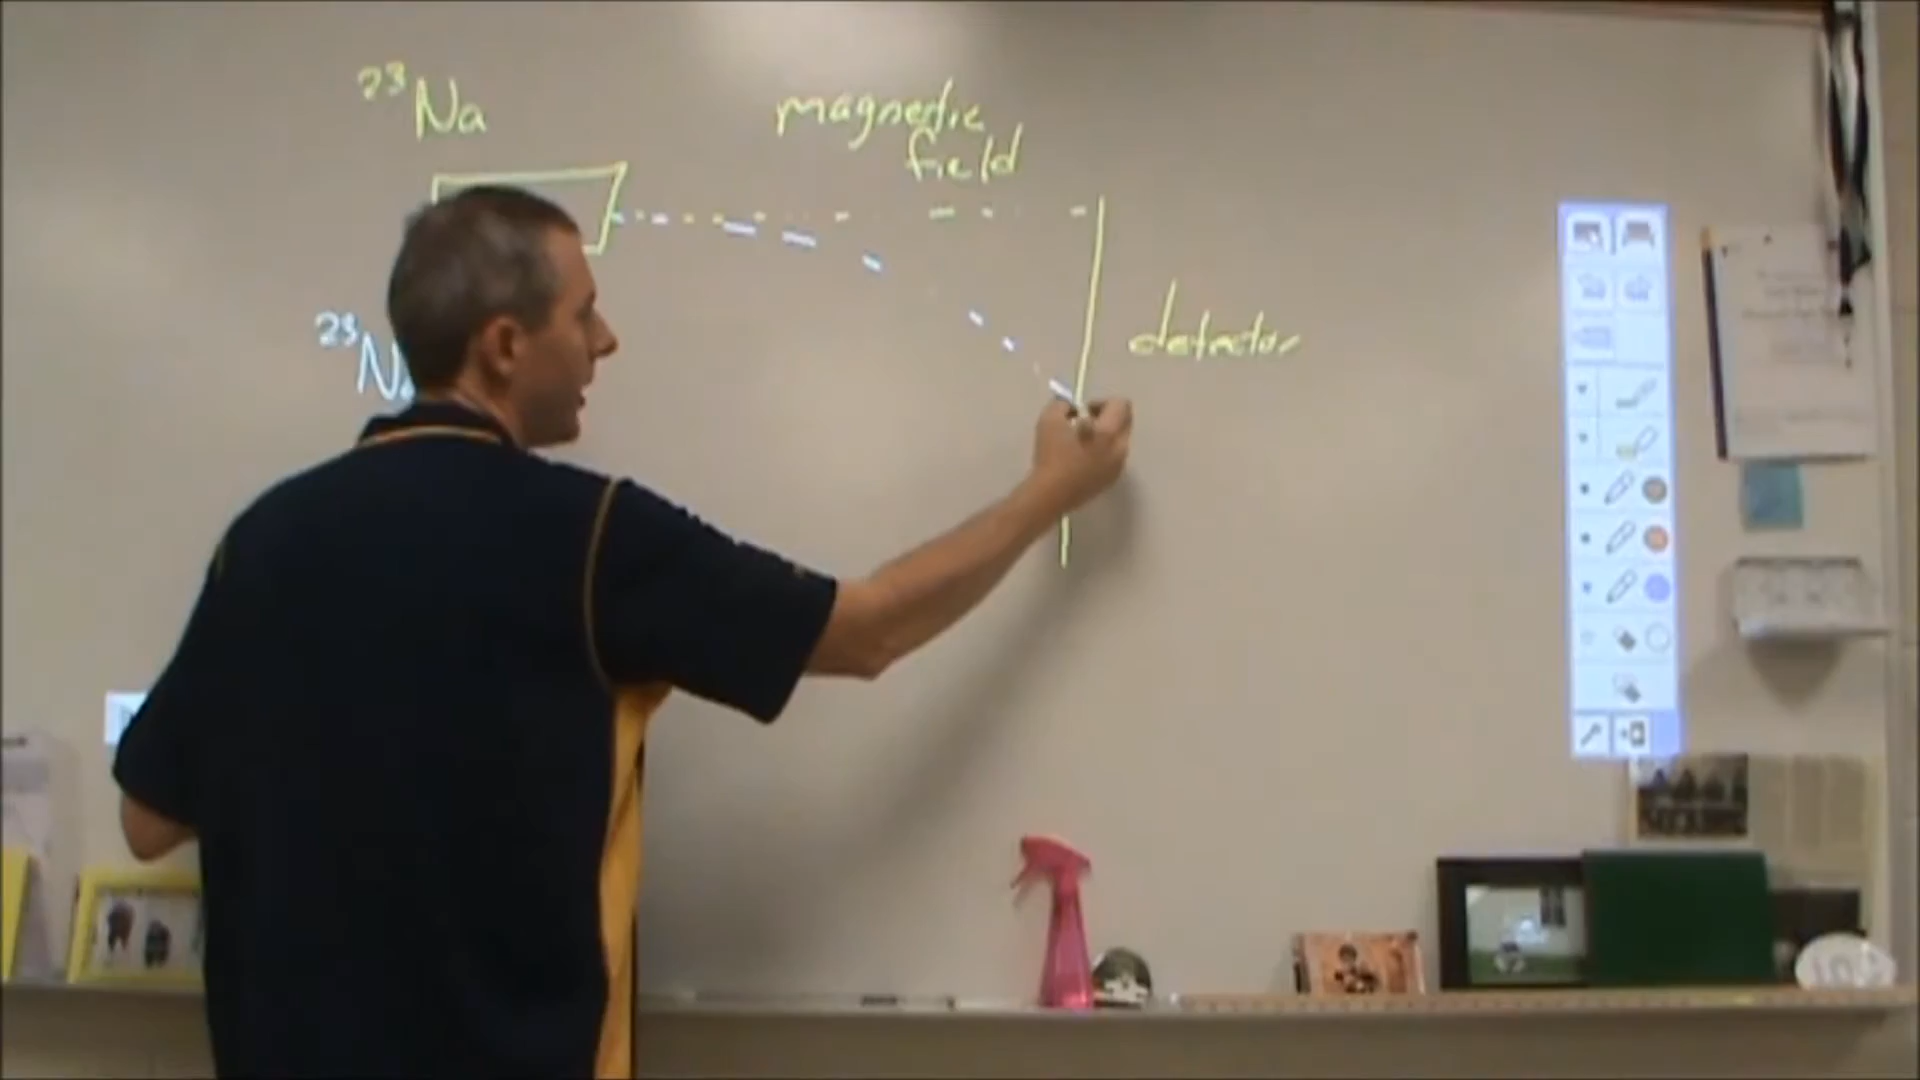 ²³Na
magnetic
field
detector
²³Na